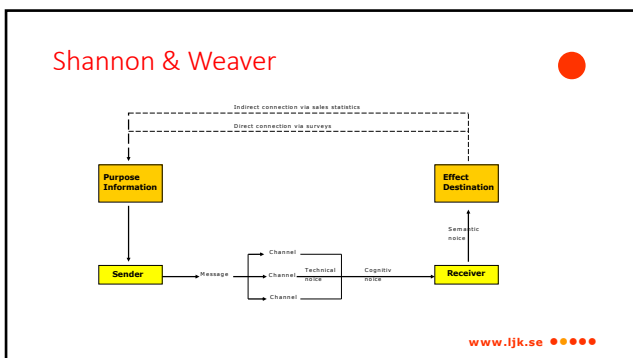 Shannon & Weaver
Indirect connection via sales statistics
Direct connection via surveys
Purpose
Information
Effect
Destination
Semantic
noice
Channel
Sender
Message
Channel
Technical
noice
Cognitiv
noice
Receiver
Channel
www.ljk.se